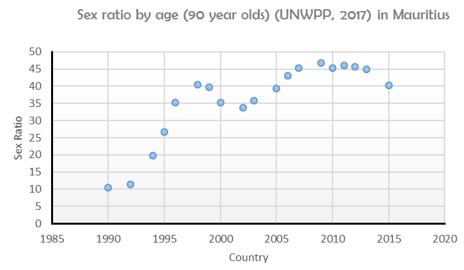 Sex ratio by age (90 year olds) (UNWPP, 2017) in Mauritius
50
45
40
35
30
25
20
15
10
5
0
Sex Ratio
1985 1990 1995 2000 2005 2010 2015 2020
Country